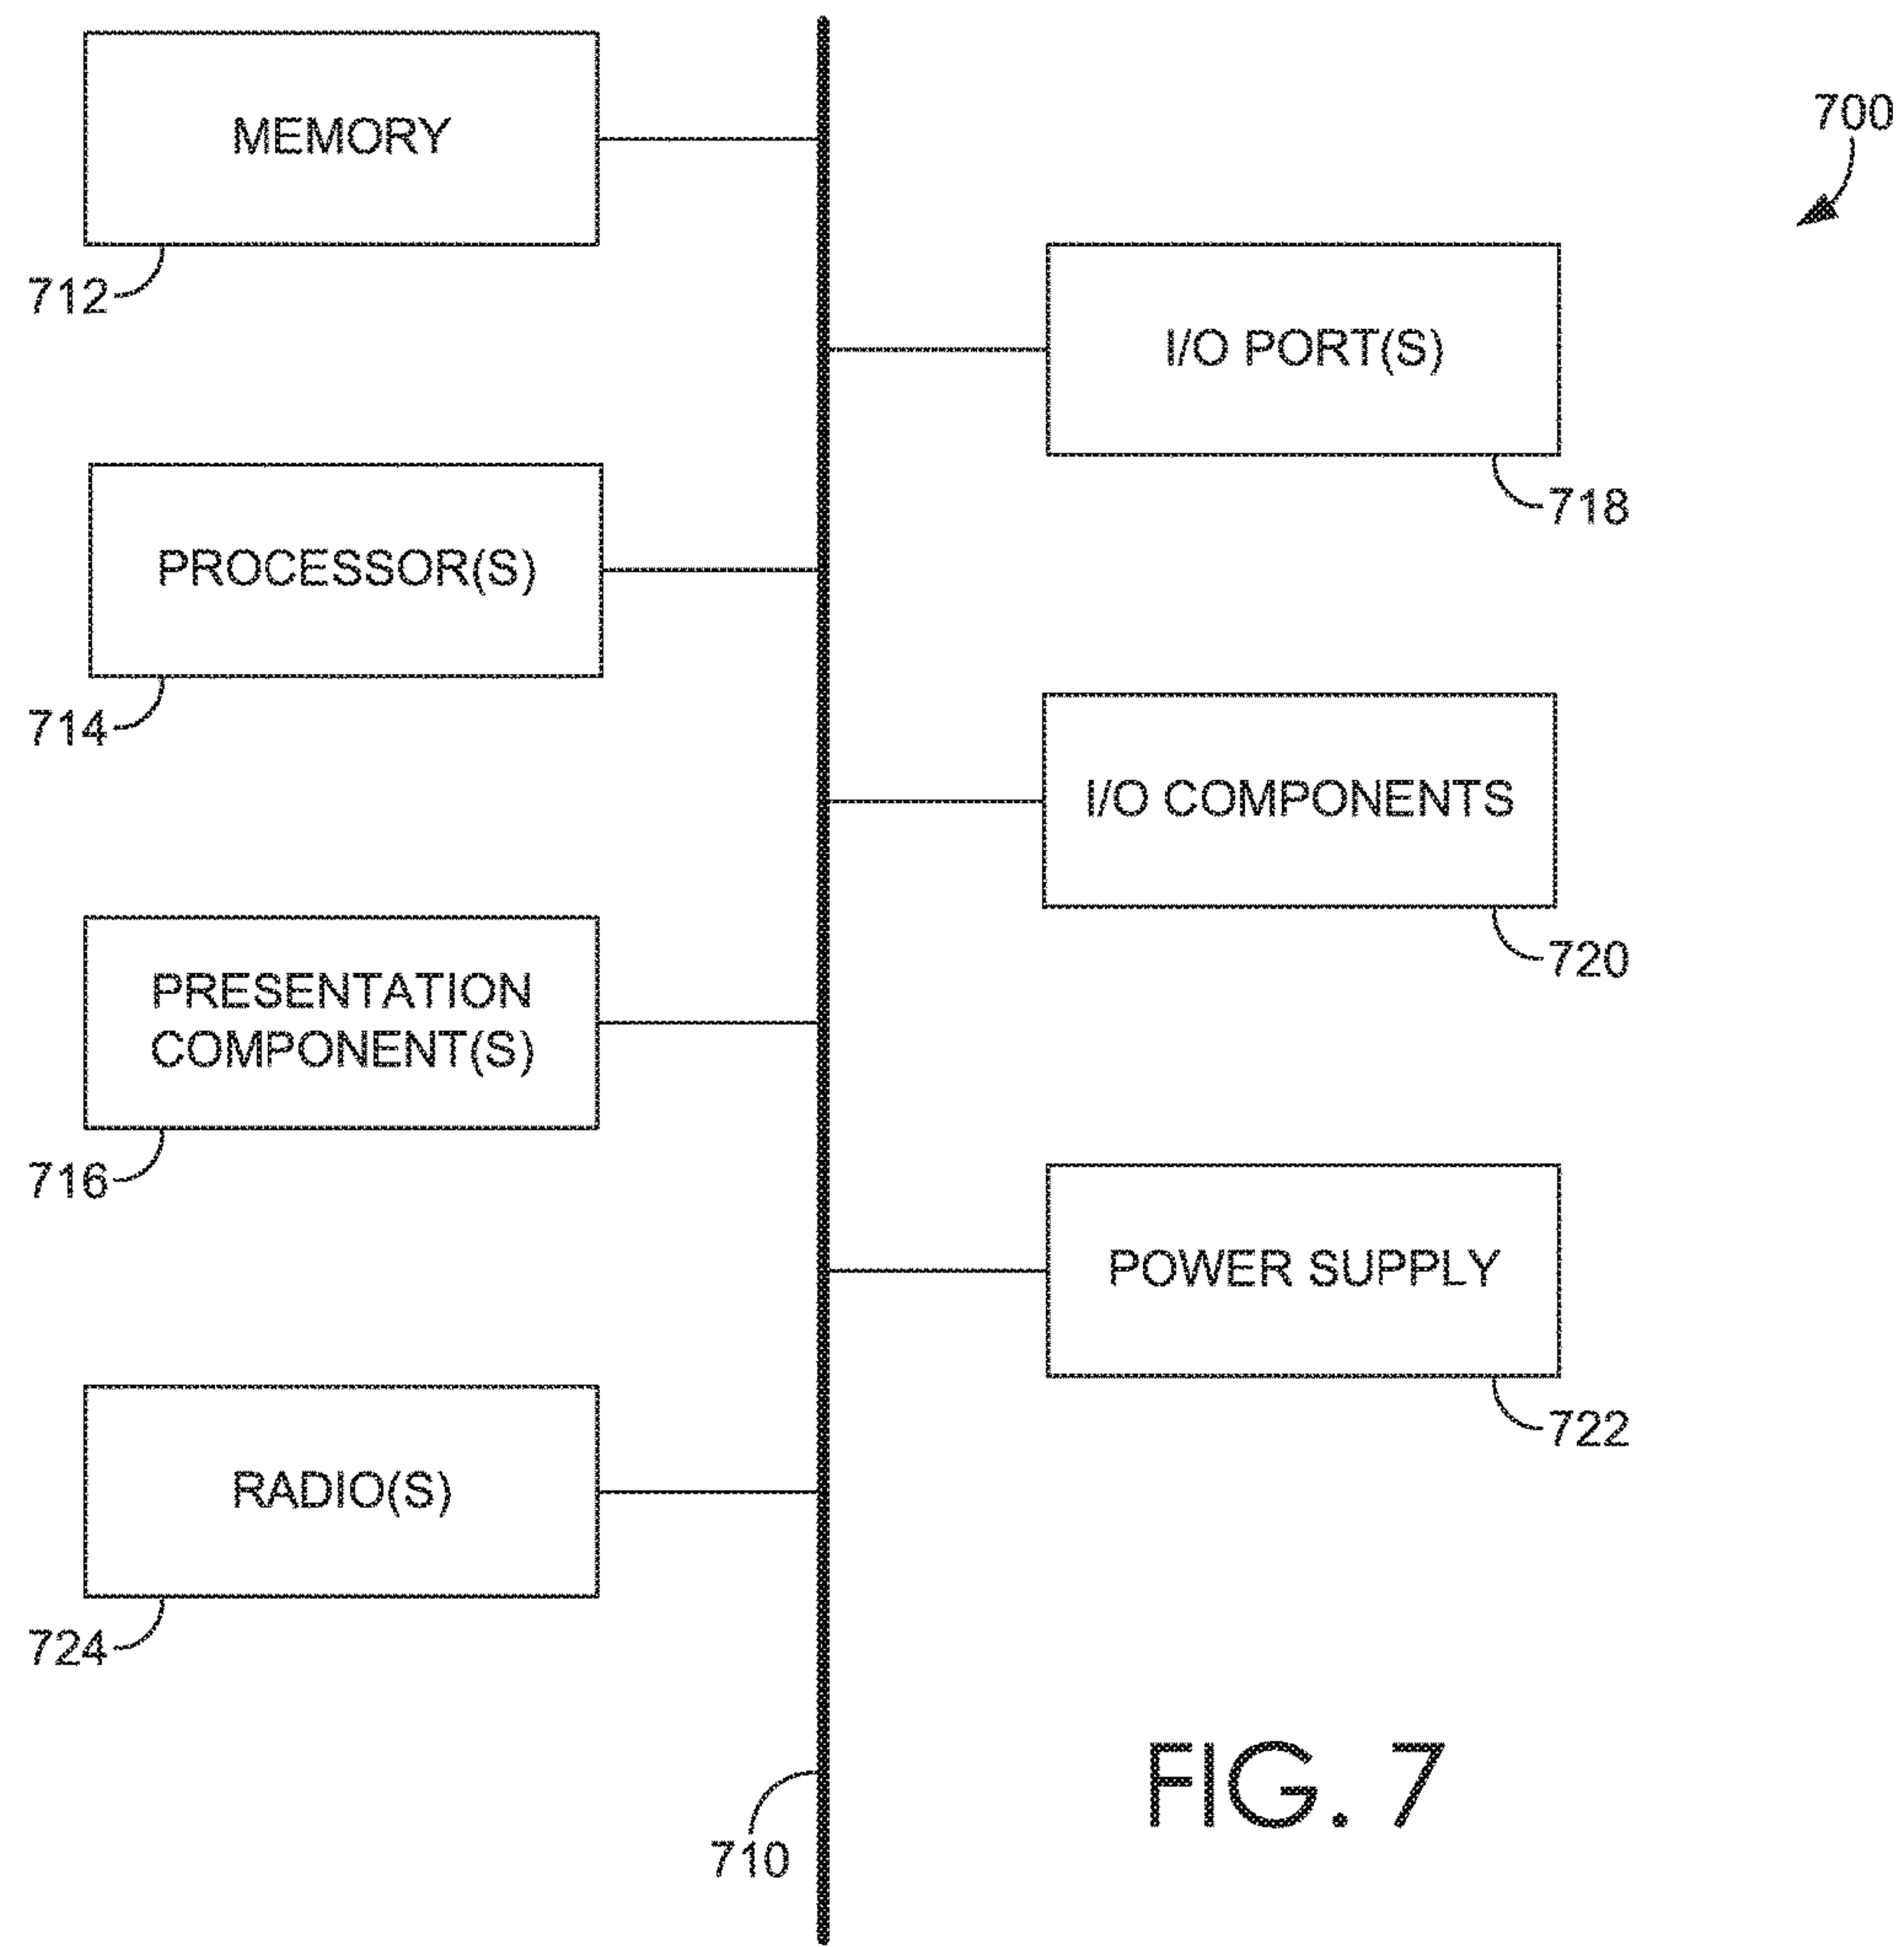 700
MEMORY
712
I/O PORT(S)
718
PROCESSOR(S)
714
I/O COMPONENTS
720
PRESENTATION
COMPONENT(S)
716
POWER SUPPLY
722
RADIO(S)
724
710
FIG. 7